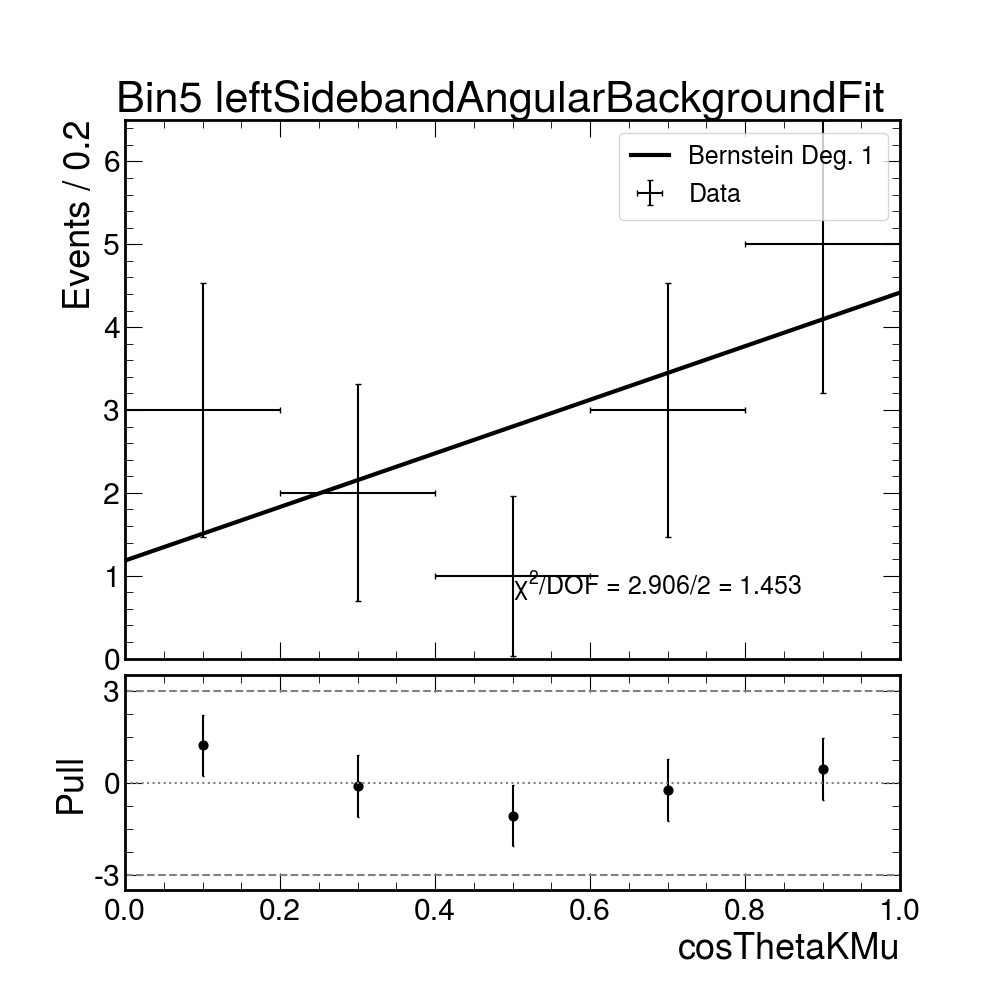 Bin5 leftSidebandAngularBackgroundFit
Events / 0.2
6
5
4
3
2
1
0
Bernstein Deg. 1
Data
χ²/DOF = 2.906/2 = 1.453
Pull
3
0
-3
0.0 0.2 0.4 0.6 0.8 1.0
cosThetaKMu